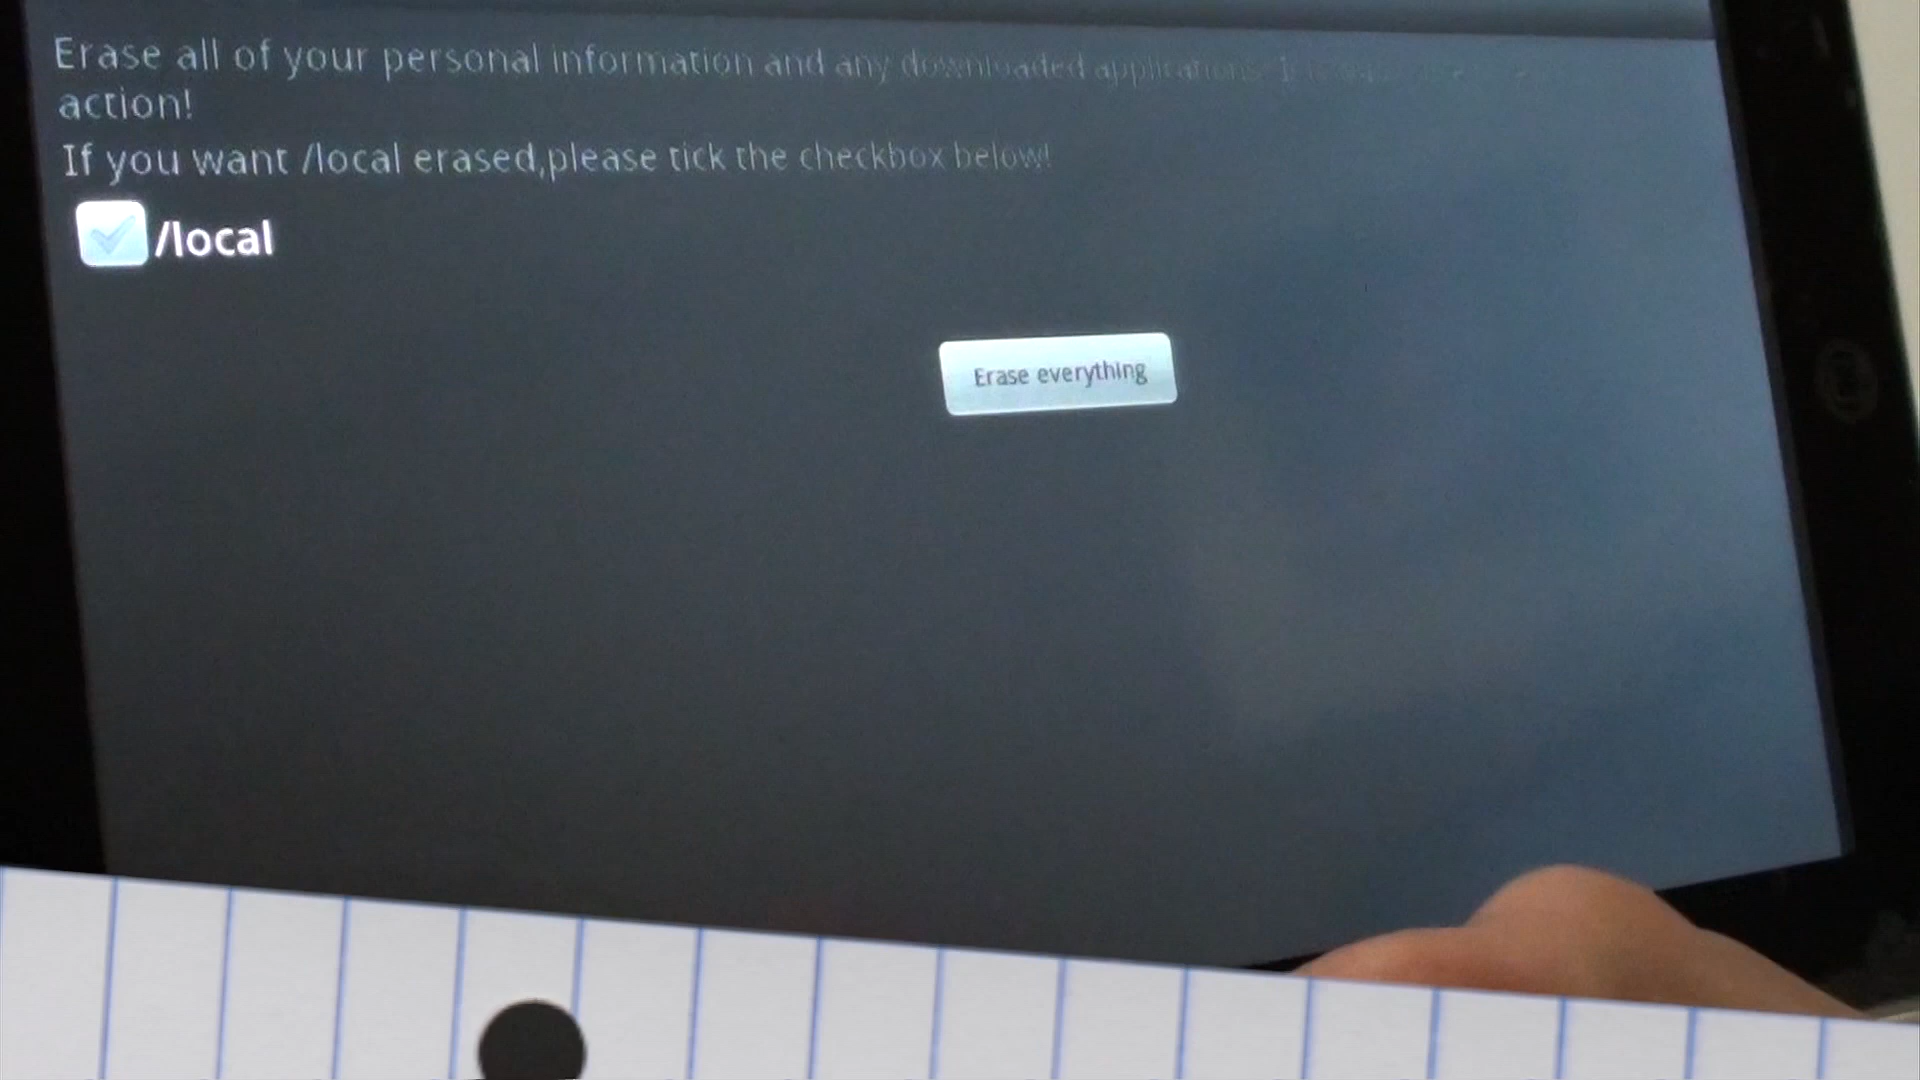 Erase all of your personal information and any downloaded applications.
action!
If you want /local erased,please tick the checkbox below!
/local
Erase everything